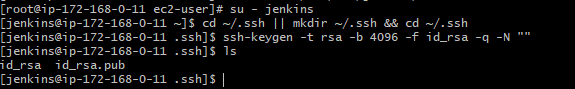 [root@ip-172-168-0-11 ec2-user]# su - jenkins
[jenkins@ip-172-168-0-11 ~]$ cd ~/.ssh || mkdir ~/.ssh && cd ~/.ssh
[jenkins@ip-172-168-0-11 .ssh]$ ssh-keygen -t rsa -b 4096 -f id_rsa -q -N ""
[jenkins@ip-172-168-0-11 .ssh]$ ls
id_rsa  id_rsa.pub
[jenkins@ip-172-168-0-11 .ssh]$